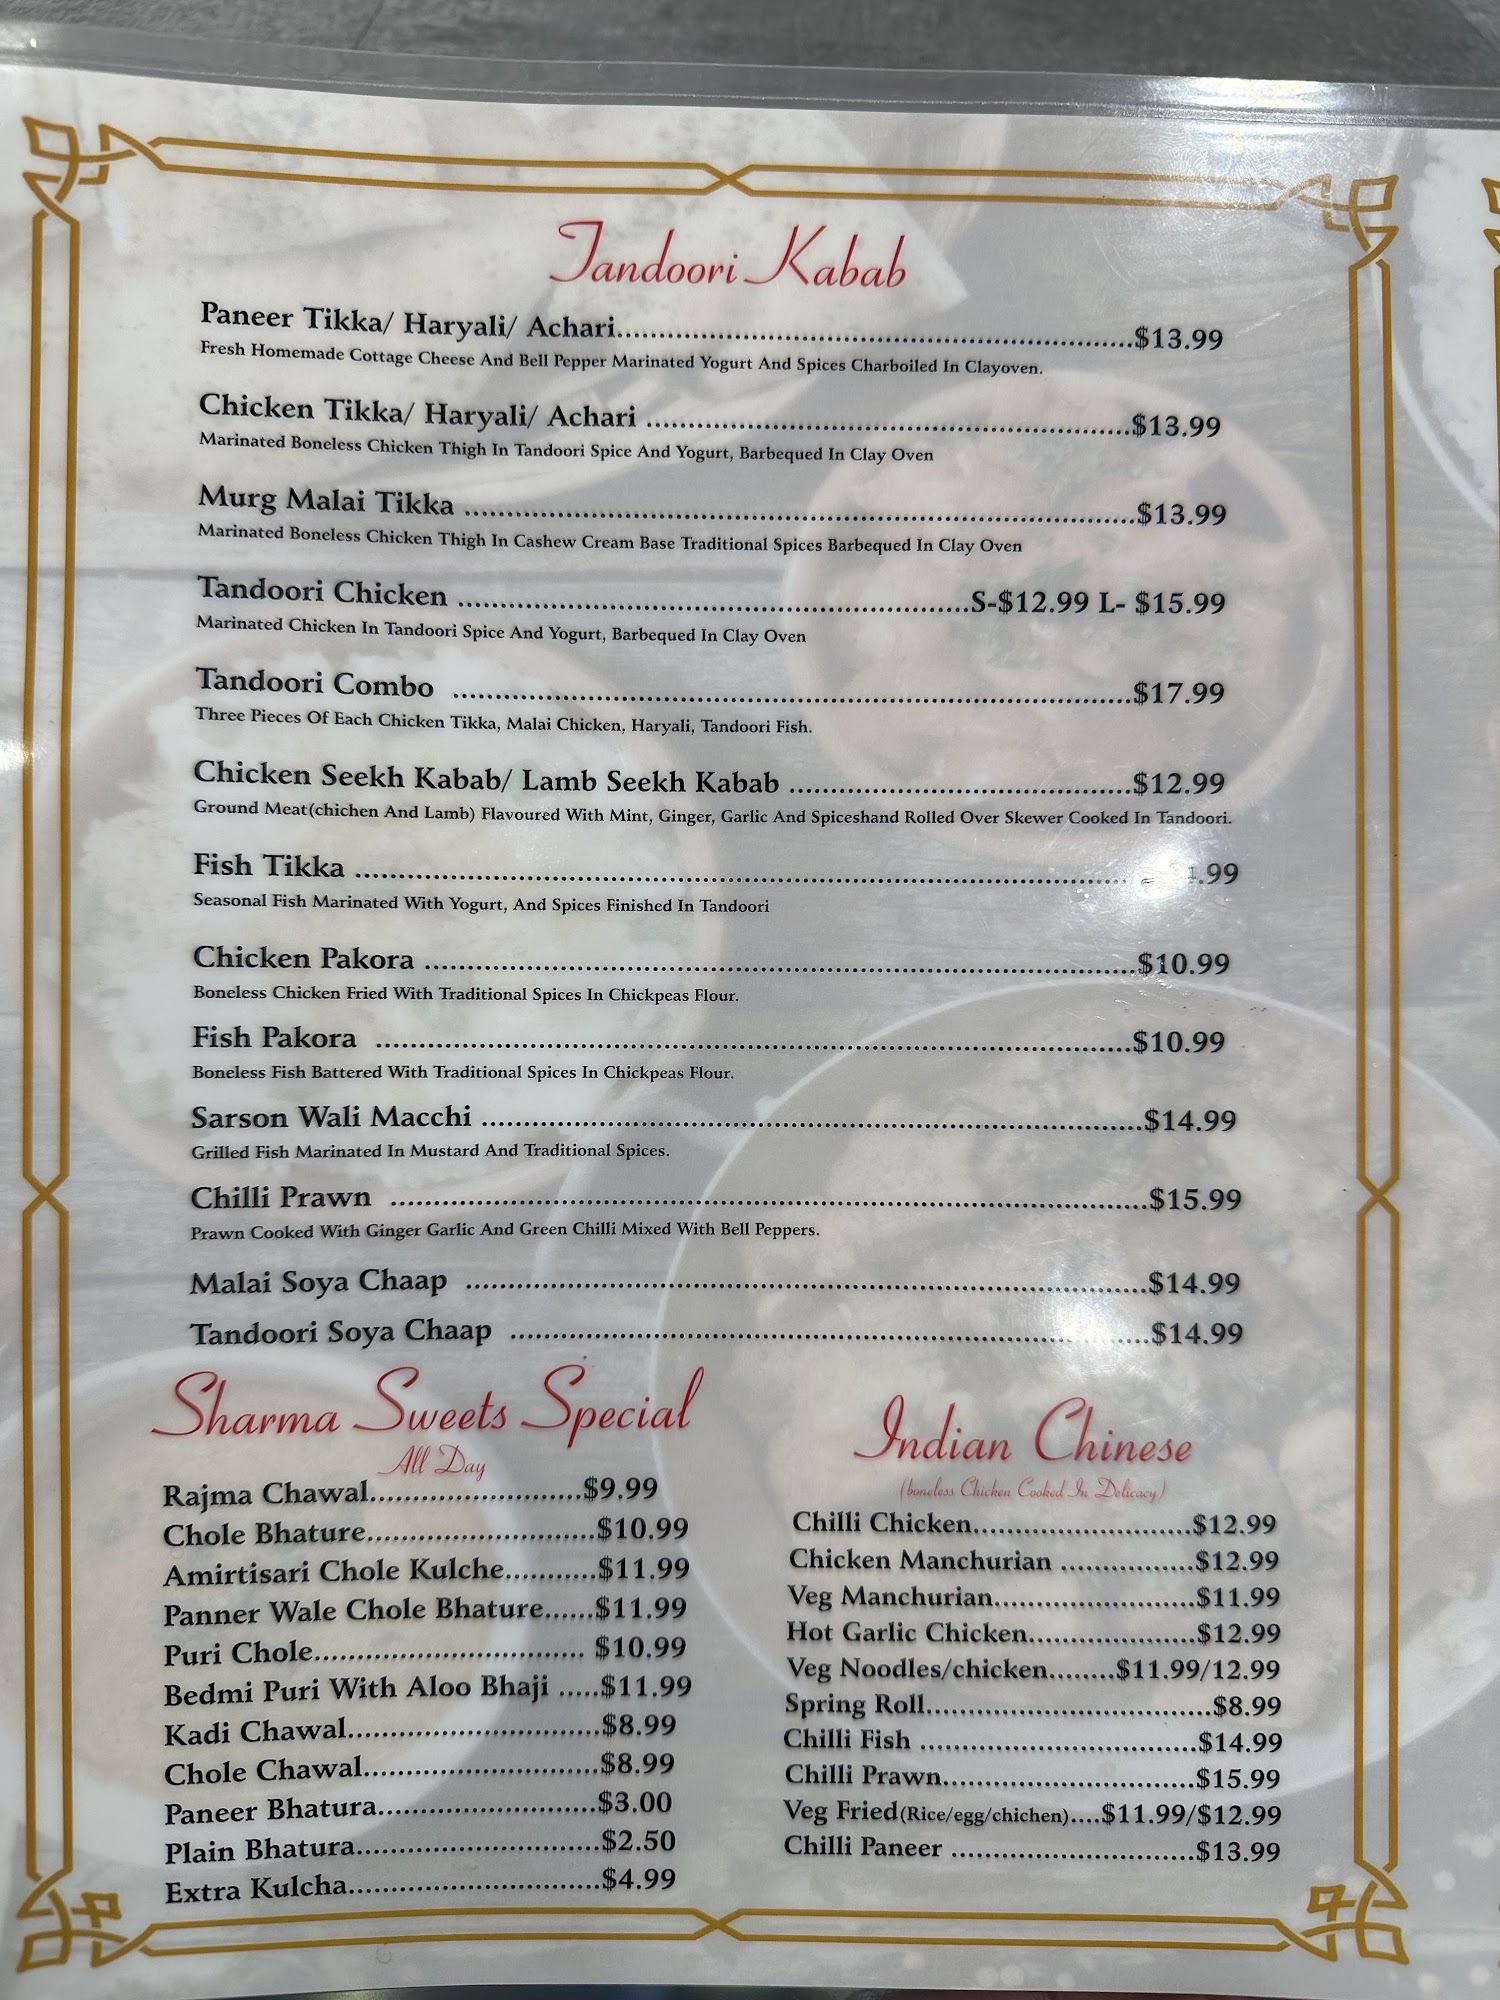 Tandoori Kabab
Paneer Tikka/ Haryali/ Achari.......................................................$13.99
Fresh Homemade Cottage Cheese And Bell Pepper Marinated Yogurt And Spices Charboiled In Clayoven.
Chicken Tikka/ Haryali/ Achari .......................................................$13.99
Marinated Boneless Chicken Thigh In Tandoori Spice And Yogurt, Barbequed In Clay Oven
Murg Malai Tikka .......................................................$13.99
Marinated Boneless Chicken Thigh In Cashew Cream Base Traditional Spices Barbequed In Clay Oven
Tandoori Chicken .......................................................S-$12.99 L- $15.99
Marinated Chicken In Tandoori Spice And Yogurt, Barbequed In Clay Oven
Tandoori Combo .......................................................$17.99
Three Pieces Of Each Chicken Tikka, Malai Chicken, Haryali, Tandoori Fish.
Chicken Seekh Kabab/ Lamb Seekh Kabab .......................................$12.99
Ground Meat(chichen And Lamb) Flavoured With Mint, Ginger, Garlic And Spiceshand Rolled Over Skewer Cooked In Tandoori.
Fish Tikka .......................................................
Seasonal Fish Marinated With Yogurt, And Spices Finished In Tandoori
Chicken Pakora .......................................................$10.99
Boneless Chicken Fried With Traditional Spices In Chickpeas Flour.
Fish Pakora .......................................................$10.99
Boneless Fish Battered With Traditional Spices In Chickpeas Flour.
Sarson Wali Macchi .......................................................$14.99
Grilled Fish Marinated In Mustard And Traditional Spices.
Chilli Prawn .......................................................$15.99
Prawn Cooked With Ginger Garlic And Green Chilli Mixed With Bell Peppers.
Malai Soya Chaap .......................................................$14.99
Tandoori Soya Chaap .......................................................$14.99
Sharma Sweets Special
All Day
Rajma Chawal.........................$9.99
Chole Bhature...........................$10.99
Amirtisari Chole Kulche...........$11.99
Panner Wale Chole Bhature......$11.99
Puri Chole................................ $10.99
Bedmi Puri With Aloo Bhaji .....$11.99
Kadi Chawal..............................$8.99
Chole Chawal............................$8.99
Paneer Bhatura..........................$3.00
Plain Bhatura.............................$2.50
Extra Kulcha..............................$4.99
Indian Chinese
(boneless Chicken Cooked In Delicacy)
Chilli Chicken..........................$12.99
Chicken Manchurian ................$12.99
Veg Manchurian........................$11.99
Hot Garlic Chicken....................$12.99
Veg Noodles/chicken........$11.99/12.99
Spring Roll..................................$8.99
Chilli Fish .................................$14.99
Chilli Prawn..............................$15.99
Veg Fried(Rice/egg/chichen)....$11.99/$12.99
Chilli Paneer .............................$13.99